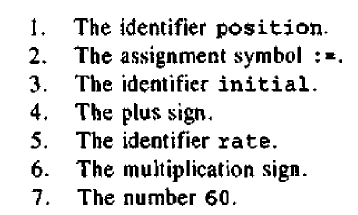 1. The identifier position.
2. The assignment symbol :=.
3. The identifier initial.
4. The plus sign.
5. The identifier rate.
6. The multiplication sign.
7. The number 60.